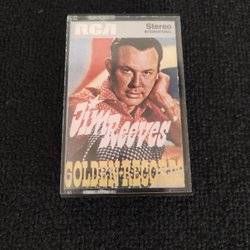 RCA Stereo
INTERNATIONAL
Jim
Reeves'
GOLDEN RECORDS